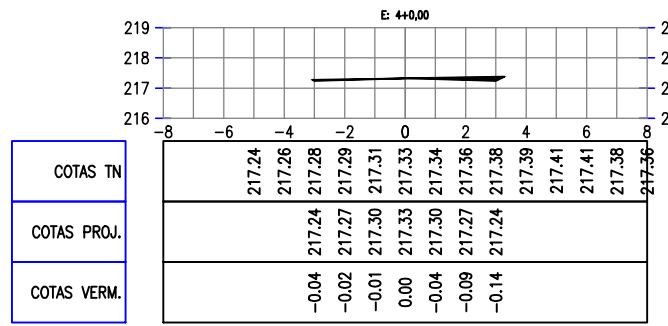 E: 4+0,00
219
218
217
216
-8 -6 -4 -2 0 2 4 6 8
COTAS TN 217.24 217.26 217.28 217.29 217.31 217.33 217.34 217.36 217.38 217.39 217.41 217.41 217.38 217.36
COTAS PROJ. 217.24 217.27 217.30 217.33 217.30 217.27 217.24
COTAS VERM. -0.04 -0.02 -0.01 0.00 -0.04 -0.09 -0.14